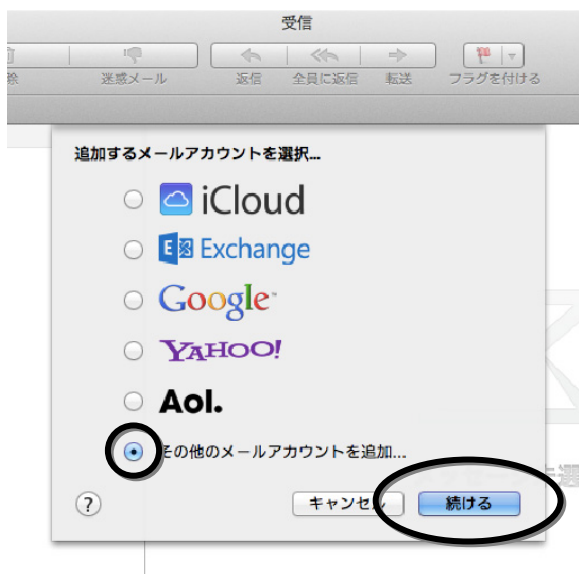 受信
迷惑メール 返信 全員に返信 転送 フラグを付ける
追加するメールアカウントを選択...
iCloud
E Exchange
Google™
YAHOO!
Aol.
その他のメールアカウントを追加...
? キャンセル 続ける